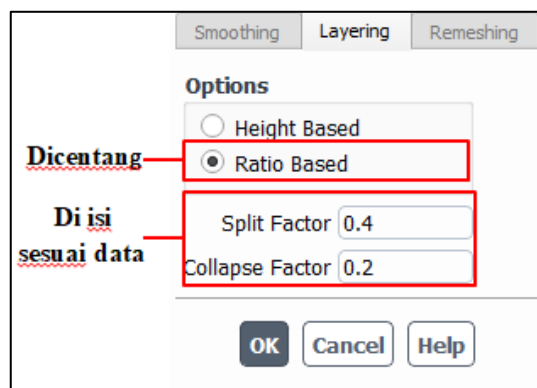 Smoothing Layering Remeshing
Options
Height Based
Dicentang
Ratio Based
Di isi
sesuai data
Split Factor 0.4
Collapse Factor 0.2
OK Cancel Help